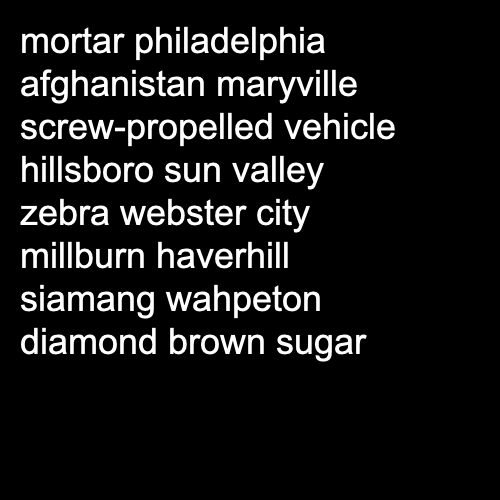 mortar philadelphia
afghanistan maryville
screw-propelled vehicle
hillsboro sun valley
zebra webster city
millburn haverhill
siamang wahpeton
diamond brown sugar